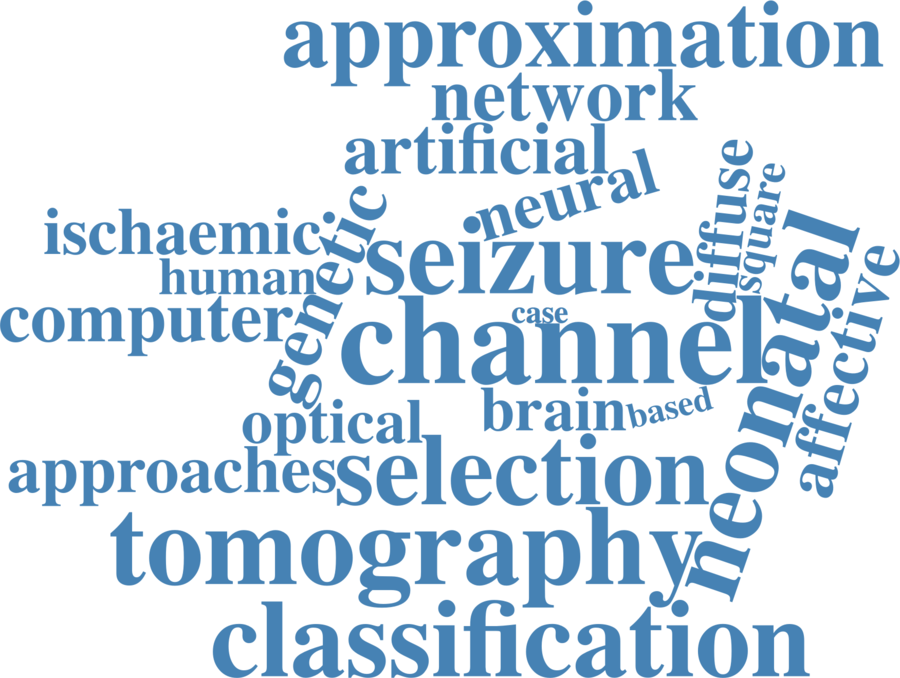 approximation
network
artificial
neural
diffuse
square
ischaemic
genetic
seizure
neonatal
human
affective
computer
case
channel
optical
brain
based
approaches
selection
tomography
classification